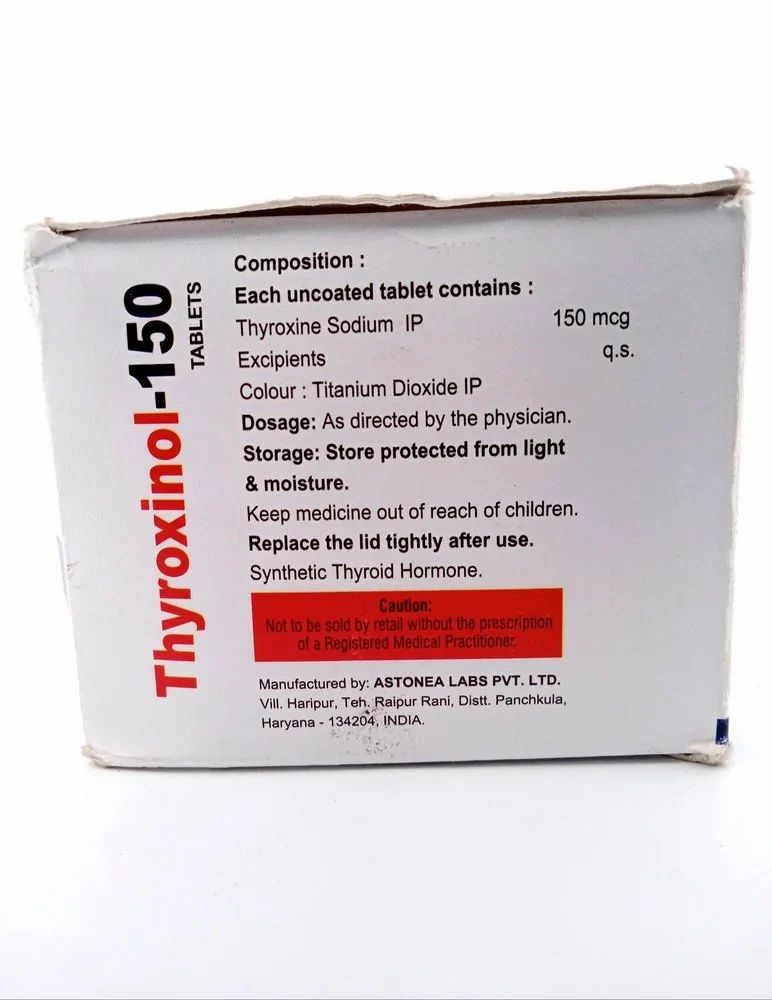 Thyroxinol-150
TABLETS
Composition :
Each uncoated tablet contains :
Thyroxine Sodium IP 150 mcg
Excipients q.s.
Colour : Titanium Dioxide IP
Dosage: As directed by the physician.
Storage: Store protected from light
& moisture.
Keep medicine out of reach of children.
Replace the lid tightly after use.
Synthetic Thyroid Hormone.
Caution:
Not to be sold by retail without the prescription
of a Registered Medical Practitioner.
Manufactured by: ASTONEA LABS PVT. LTD.
Vill. Haripur, Teh. Raipur Rani, Distt. Panchkula,
Haryana - 134204, INDIA.